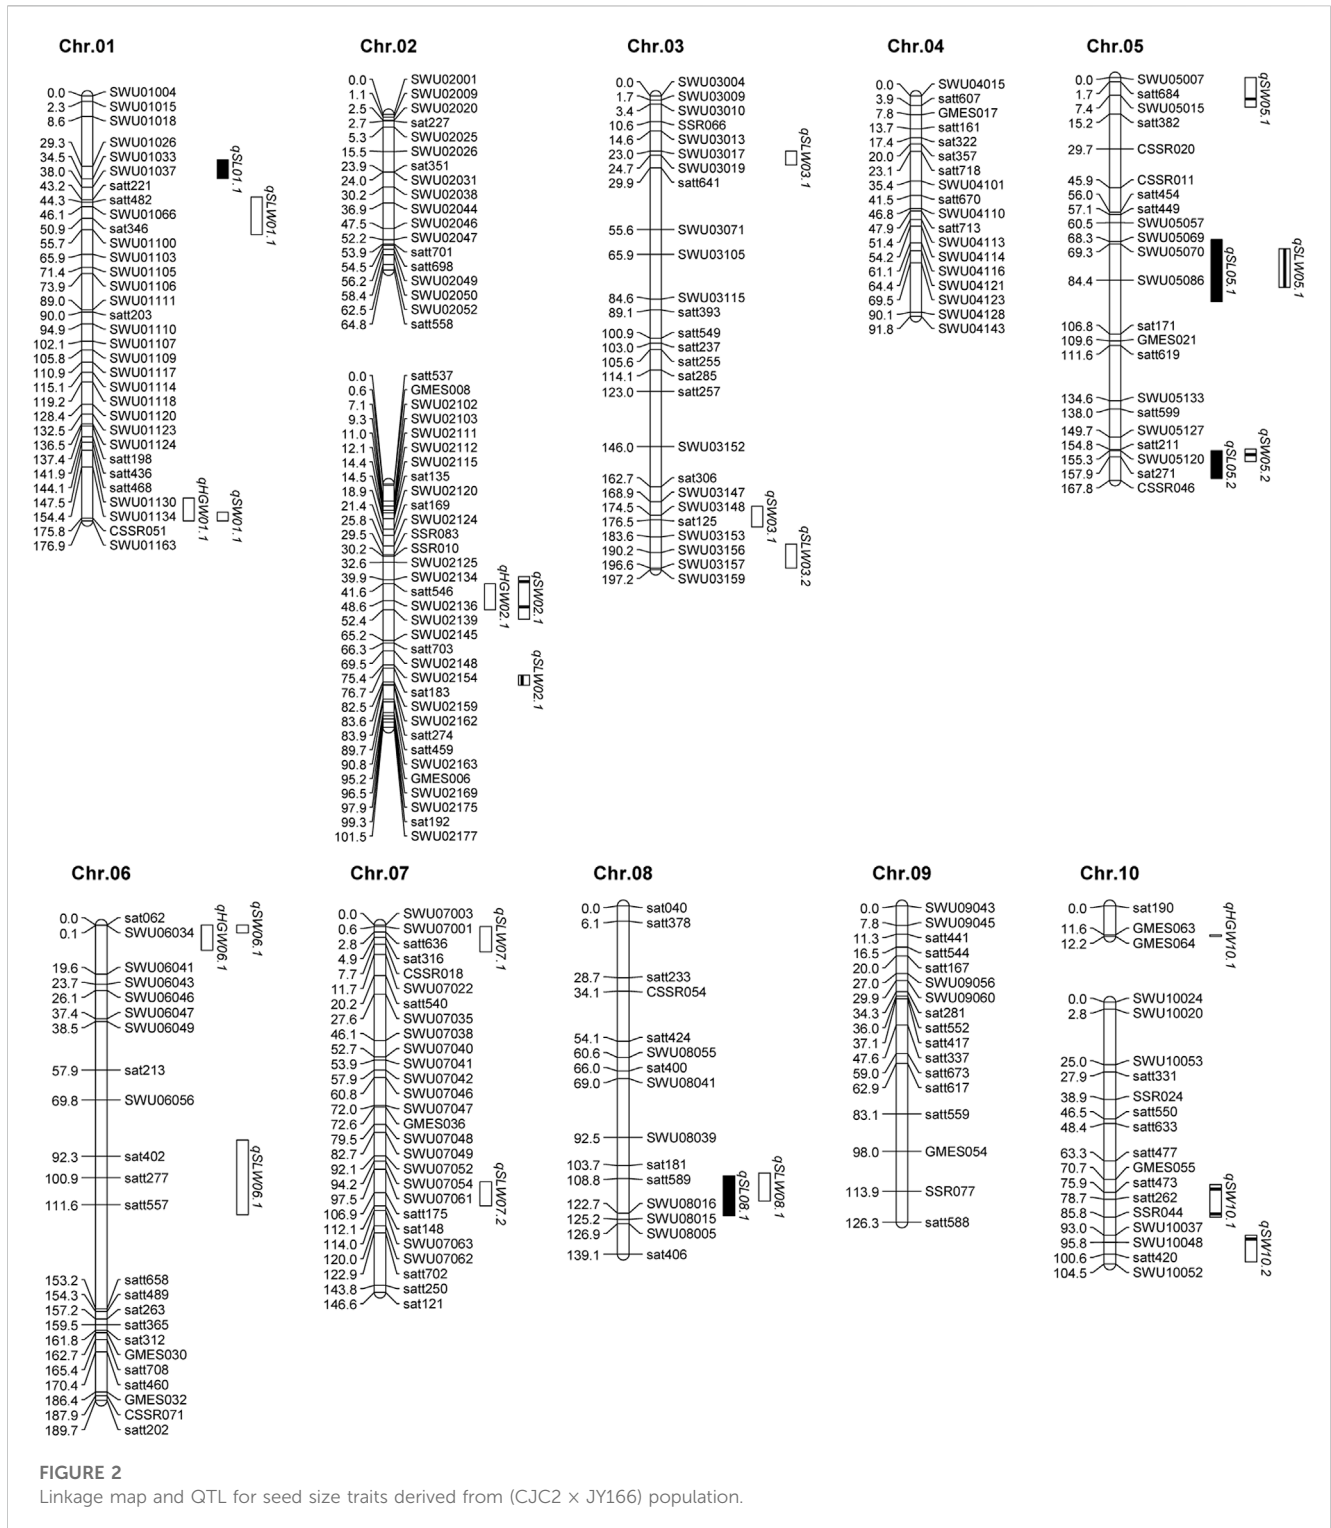 Chr.01
0.0 SWU01004
2.3 SWU01015
8.6 SWU01018
29.3 SWU01026
34.5 SWU01033
38.0 SWU01037
43.2 satt221
44.3 satt482
46.1 SWU01066
50.9 sat346
55.7 SWU01100
65.9 SWU01103
71.4 SWU01105
73.9 SWU01106
89.0 SWU01111
90.0 satt203
94.9 SWU01110
102.1 SWU01107
105.8 SWU01109
110.9 SWU01117
115.1 SWU01114
119.2 SWU01118
128.4 SWU01120
132.5 SWU01123
136.5 SWU01124
137.4 satt198
141.9 satt436
144.1 satt468
147.5 SWU01130
154.4 SWU01134
175.8 CSSR051
176.9 SWU01163
qSL01.1
qSLW01.1
qHGW01.1
qSW01.1
Chr.02
0.0 SWU02001
1.1 SWU02009
2.5 SWU02020
2.7 sat227
5.3 SWU02025
15.5 SWU02026
23.9 sat351
24.0 SWU02031
30.2 SWU02038
36.9 SWU02044
47.5 SWU02046
52.2 SWU02047
53.9 satt701
54.5 satt698
56.2 SWU02049
58.4 SWU02050
62.5 SWU02052
64.8 satt558
0.0 satt537
0.6 GMES008
7.1 SWU02102
9.3 SWU02103
11.0 SWU02111
12.1 SWU02112
14.4 SWU02115
14.5 sat135
18.9 SWU02120
21.4 sat169
25.8 SWU02124
29.5 SSR083
30.2 SSR010
32.6 SWU02125
39.9 SWU02134
41.6 satt546
48.6 SWU02136
52.4 SWU02139
65.2 SWU02145
66.3 satt703
69.5 SWU02148
75.4 SWU02154
76.7 sat183
82.5 SWU02159
83.6 SWU02162
83.9 satt274
89.7 satt459
90.8 SWU02163
95.2 GMES006
96.5 SWU02169
97.9 SWU02175
99.3 sat192
101.5 SWU02177
qHGW02.1
qSW02.1
qSLW02.1
Chr.03
0.0 SWU03004
1.7 SWU03009
3.4 SWU03010
10.6 SSR066
14.6 SWU03013
23.0 SWU03017
24.7 SWU03019
29.9 satt641
55.6 SWU03071
65.9 SWU03105
84.6 SWU03115
89.1 satt393
100.9 satt549
103.0 satt237
105.6 satt255
114.1 sat285
123.0 satt257
146.0 SWU03152
162.7 sat306
168.9 SWU03147
174.5 SWU03148
176.5 sat125
183.6 SWU03153
190.2 SWU03156
196.6 SWU03157
197.2 SWU03159
qSLW03.1
qSW03.1
qSLW03.2
Chr.04
0.0 SWU04015
3.9 satt607
7.8 GMES017
13.7 satt161
17.4 sat322
20.0 sat357
23.1 satt718
35.4 SWU04101
41.5 satt670
46.8 SWU04110
47.9 satt713
51.4 SWU04113
54.2 SWU04114
61.1 SWU04116
64.4 SWU04121
69.5 SWU04123
90.1 SWU04128
91.8 SWU04143
Chr.05
0.0 SWU05007
1.7 satt684
7.4 SWU05015
15.2 satt382
29.7 CSSR020
45.9 CSSR011
56.0 satt454
57.1 satt449
60.5 SWU05057
68.3 SWU05069
69.3 SWU05070
84.4 SWU05086
106.8 sat171
109.6 GMES021
111.6 satt619
134.6 SWU05133
138.0 satt599
149.7 SWU05127
154.8 satt211
155.3 SWU05120
157.9 sat271
167.8 CSSR046
qSW05.1
qSL05.1
qSLW05.1
qSL05.2
qSW05.2
Chr.06
0.0 sat062
0.1 SWU06034
19.6 SWU06041
23.7 SWU06043
26.1 SWU06046
37.4 SWU06047
38.5 SWU06049
57.9 sat213
69.8 SWU06056
92.3 sat402
100.9 satt277
111.6 satt557
153.2 satt658
154.3 satt489
157.2 sat263
159.5 satt365
161.8 sat312
162.7 GMES030
165.4 satt708
170.4 satt460
186.4 GMES032
187.9 CSSR071
189.7 satt202
qHGW06.1
qSW06.1
qSLW06.1
Chr.07
0.0 SWU07003
0.6 SWU07001
2.8 satt636
4.9 sat316
7.7 CSSR018
11.7 SWU07022
20.2 satt540
27.6 SWU07035
46.1 SWU07038
52.7 SWU07040
53.9 SWU07041
57.9 SWU07042
60.8 SWU07046
72.0 SWU07047
72.6 GMES036
79.5 SWU07048
82.7 SWU07049
92.1 SWU07052
94.2 SWU07054
97.5 SWU07061
106.9 satt175
112.1 sat148
114.0 SWU07063
120.0 SWU07062
122.9 satt702
143.8 satt250
146.6 sat121
qSLW07.1
qSLW07.2
Chr.08
0.0 sat040
6.1 satt378
28.7 satt233
34.1 CSSR054
54.1 satt424
60.6 SWU08055
66.0 sat400
69.0 SWU08041
92.5 SWU08039
103.7 sat181
108.8 satt589
122.7 SWU08016
125.2 SWU08015
126.9 SWU08005
139.1 sat406
qSL08.1
qSLW08.1
Chr.09
0.0 SWU09043
7.8 SWU09045
11.3 satt441
16.5 satt544
20.0 satt167
27.0 SWU09056
29.9 SWU09060
34.3 sat281
36.0 satt552
37.1 satt417
47.6 satt337
59.0 satt673
62.9 satt617
83.1 satt559
98.0 GMES054
113.9 SSR077
126.3 satt588
Chr.10
0.0 sat190
11.6 GMES063
12.2 GMES064
0.0 SWU10024
2.8 SWU10020
25.0 SWU10053
27.9 satt331
38.9 SSR024
46.5 satt550
48.4 satt633
63.3 satt477
70.7 GMES055
75.9 satt473
78.7 satt262
85.8 SSR044
93.0 SWU10037
95.8 SWU10048
100.6 satt420
104.5 SWU10052
qHGW10.1
qSW10.1
qSW10.2
FIGURE 2
Linkage map and QTL for seed size traits derived from (CJC2 × JY166) population.